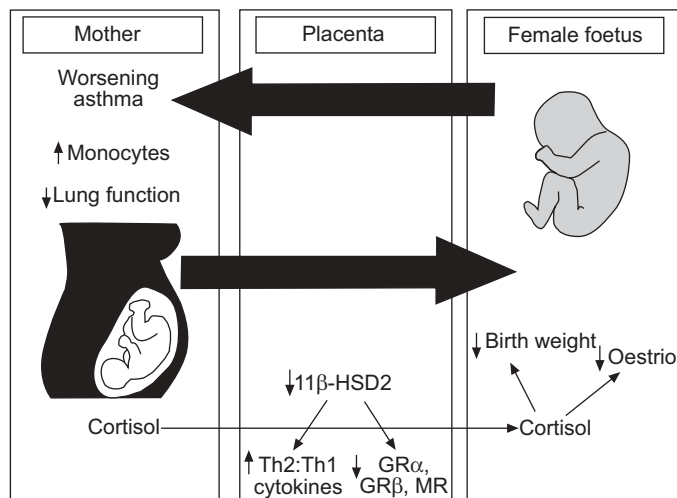 Mother
Placenta
Female foetus
Worsening
asthma
↑Monocytes
↓Lung function
↓Birth weight
↓Oestrio
↓11β-HSD2
Cortisol
Cortisol
↑Th2:Th1
cytokines
↓GRα,
GRβ, MR